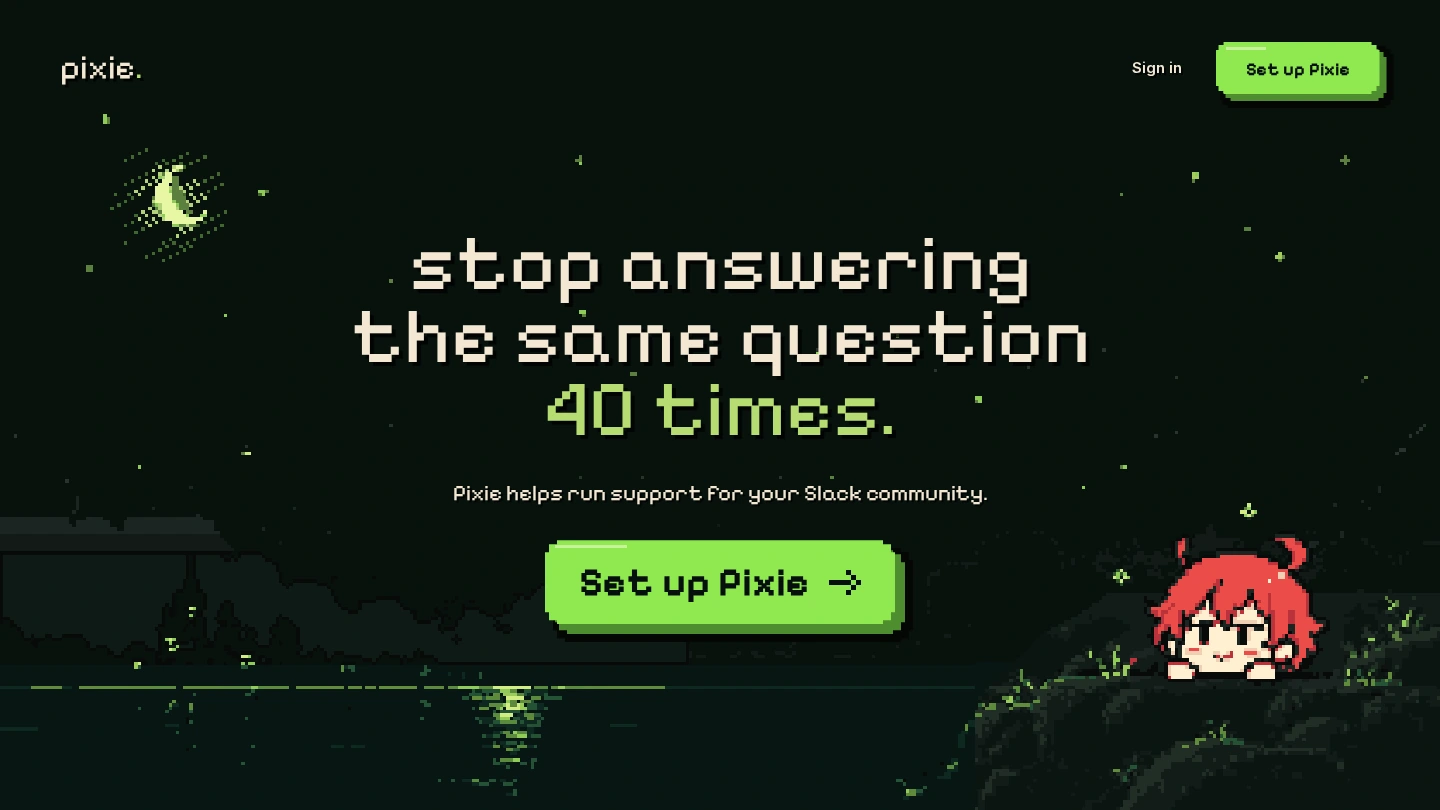 pixie.
Sign in
Set up Pixie
stop answering
the same question
40 times.
Pixie helps run support for your Slack community.
Set up Pixie →